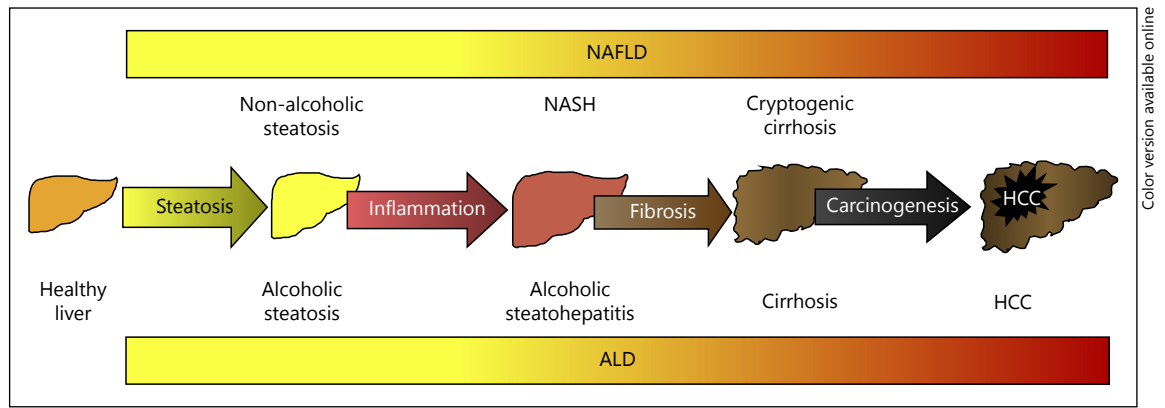 NAFLD
Non-alcoholic
steatosis
NASH
Cryptogenic
cirrhosis
Steatosis
Inflammation
Fibrosis
Carcinogenesis
HCC
Healthy
liver
Alcoholic
steatosis
Alcoholic
steatohepatitis
Cirrhosis
HCC
ALD
Color version available online